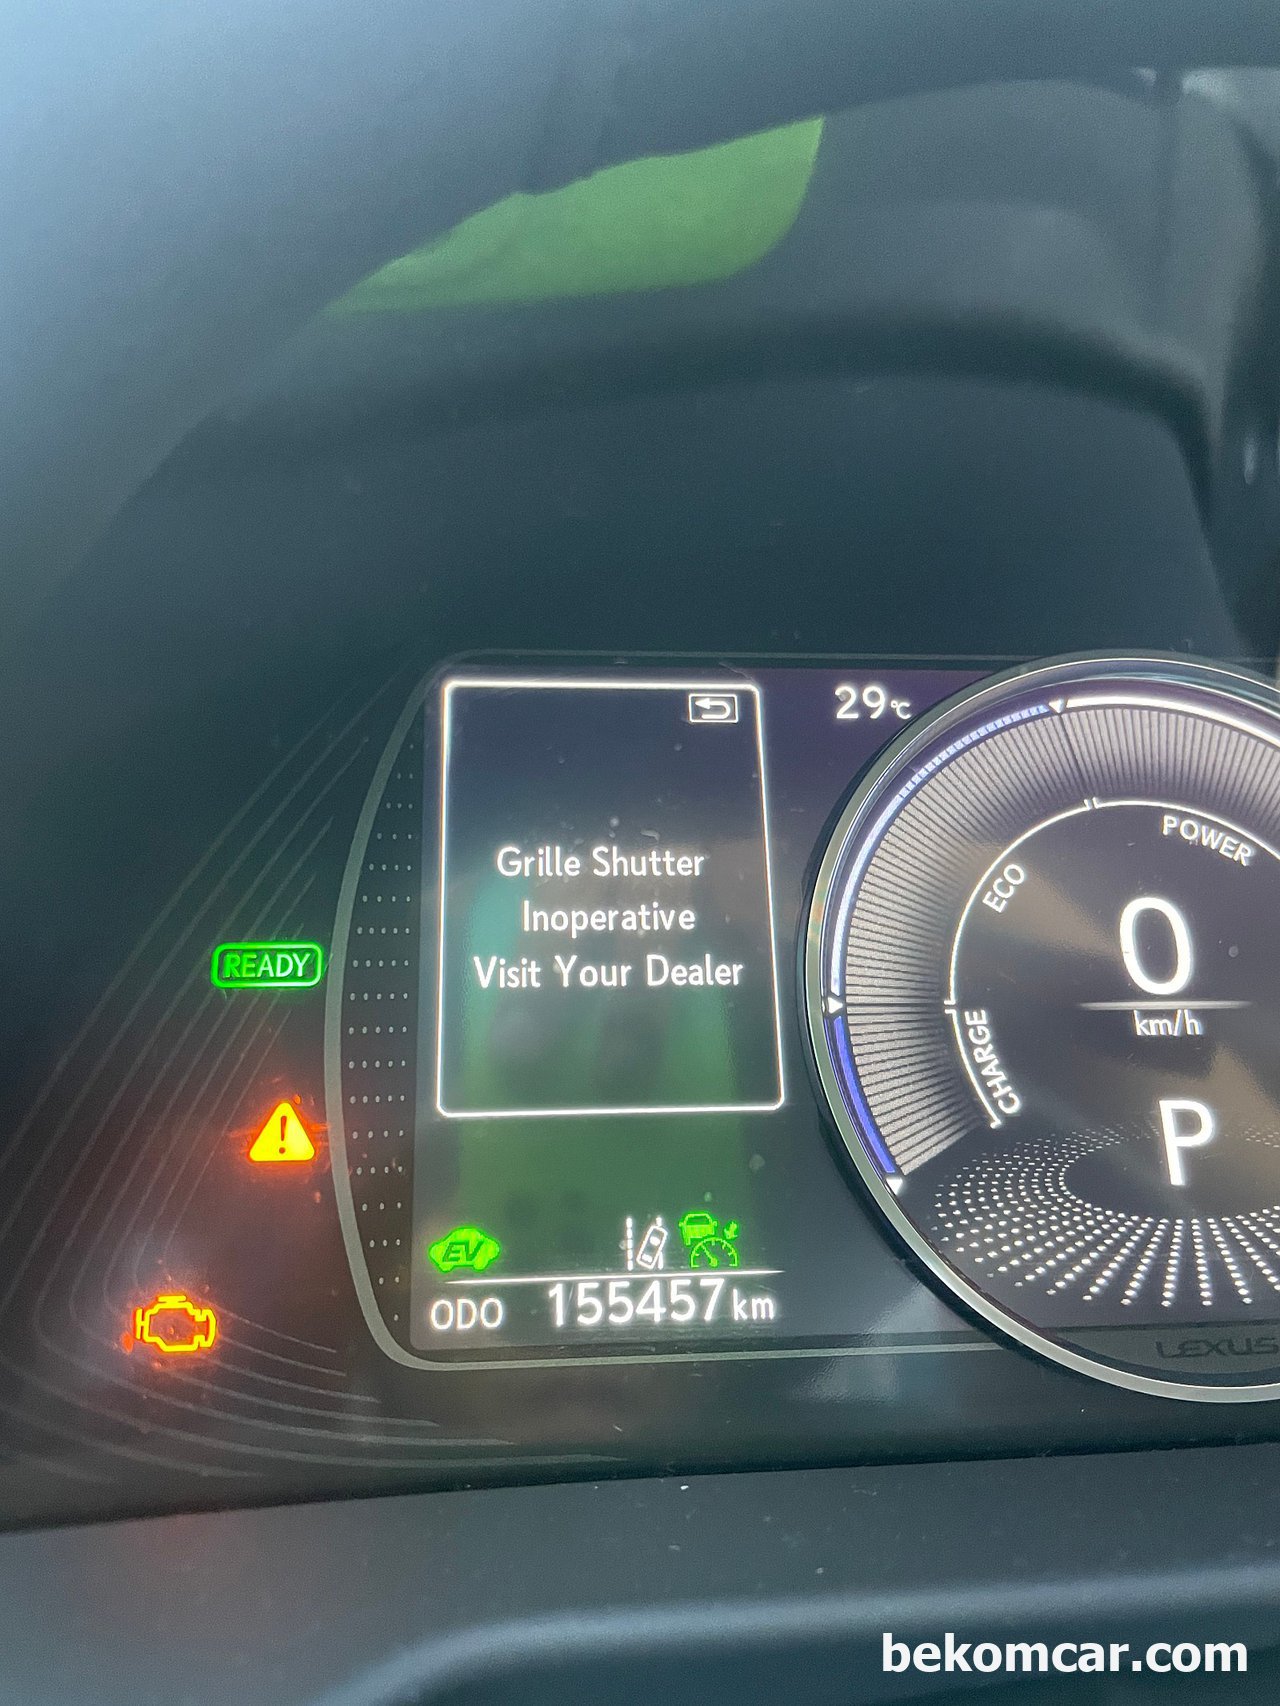 29°C
Grille Shutter
Inoperative
Visit Your Dealer
POWER
ECO
CHARGE
0
km/h
READY
P
EV
ODO 155457 km
LEXUS
bekomcar.com